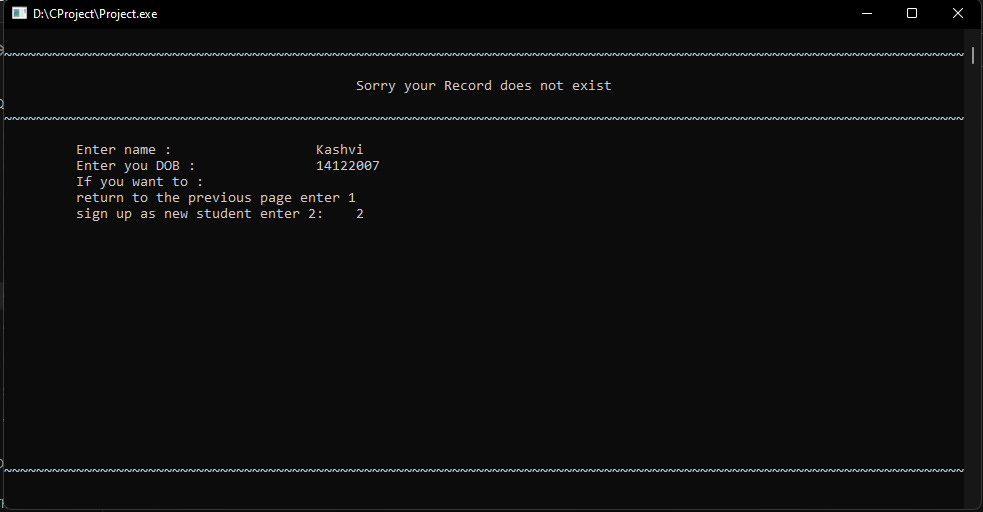 D:\CProject\Project.exe
Sorry your Record does not exist
Enter name : Kashvi
Enter you DOB : 14122007
If you want to :
return to the previous page enter 1
sign up as new student enter 2: 2